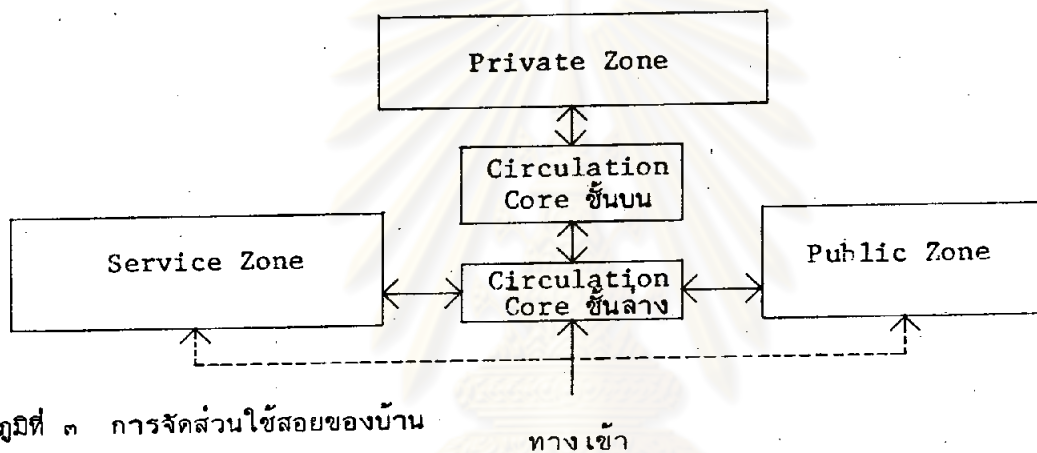 Private Zone
Circulation
Core ชั้นบน
Service Zone
Public Zone
Circulation
Core ชั้นล่าง
ภูมิที่ ๓ การจัดส่วนใช้สอยของบ้าน
ทางเข้า